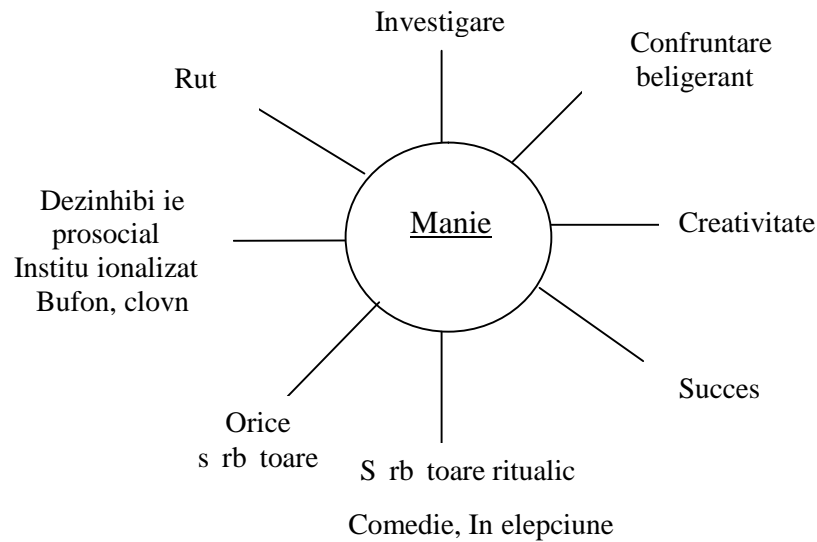 Investigare
Confruntare
beligerant
Rut
Dezinhibi ie
prosocial
Institu ionalizat
Bufon, clovn
Manie
Creativitate
Succes
Orice
s rb toare
S rb toare ritualic
Comedie, In elepciune